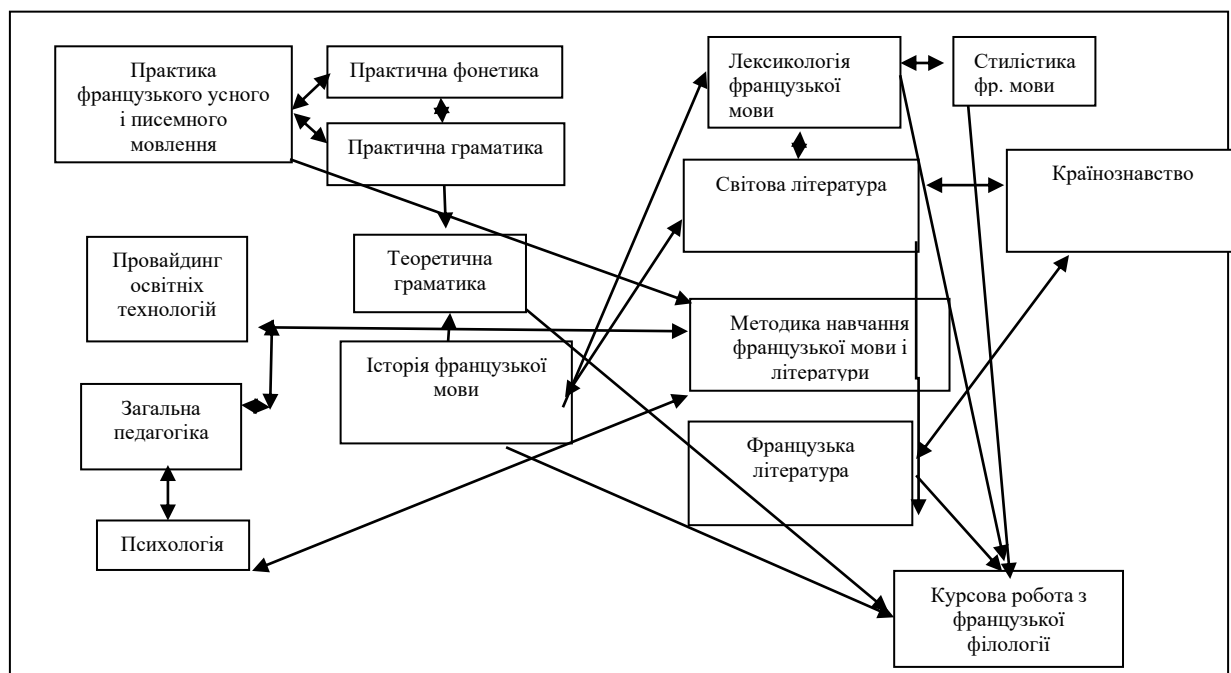 Практика
французького усного
і писемного
мовлення
Практична фонетика
Практична граматика
Лексикологія
французької
мови
Стилістика
фр. мови
Світова література
Країнознавство
Провайдинг
освітніх
технологій
Теоретична
граматика
Методика навчання
французької мови і
літератури
Історія французької
мови
Загальна
педагогіка
Французька
література
Психологія
Курсова робота з
французької
філології